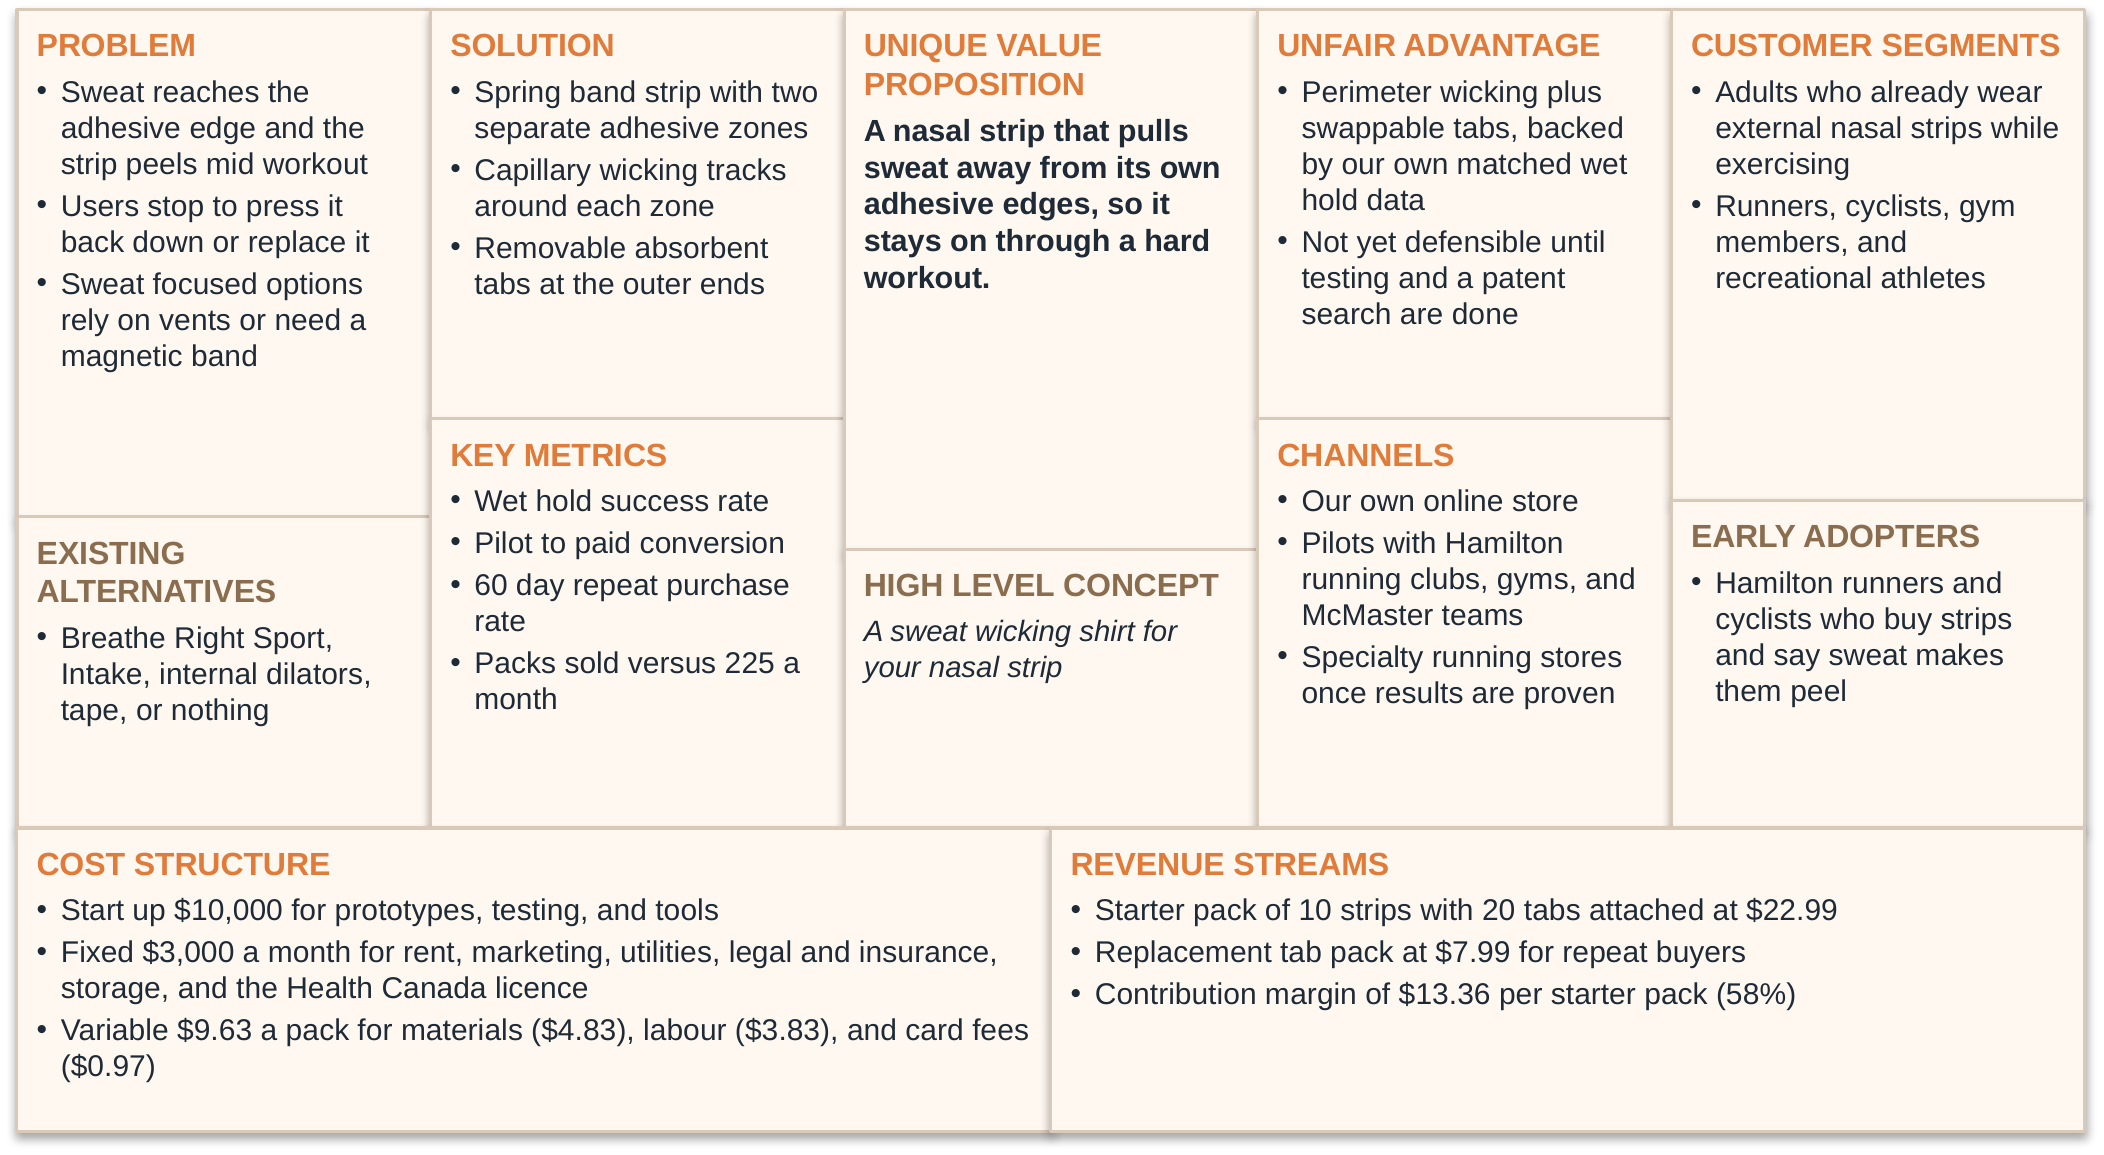 PROBLEM
• Sweat reaches the
adhesive edge and the
strip peels mid workout
• Users stop to press it
back down or replace it
• Sweat focused options
rely on vents or need a
magnetic band
EXISTING
ALTERNATIVES
• Breathe Right Sport,
Intake, internal dilators,
tape, or nothing
SOLUTION
• Spring band strip with two
separate adhesive zones
• Capillary wicking tracks
around each zone
• Removable absorbent
tabs at the outer ends
KEY METRICS
• Wet hold success rate
• Pilot to paid conversion
• 60 day repeat purchase
rate
• Packs sold versus 225 a
month
UNIQUE VALUE
PROPOSITION
A nasal strip that pulls
sweat away from its own
adhesive edges, so it
stays on through a hard
workout.
HIGH LEVEL CONCEPT
A sweat wicking shirt for
your nasal strip
UNFAIR ADVANTAGE
• Perimeter wicking plus
swappable tabs, backed
by our own matched wet
hold data
• Not yet defensible until
testing and a patent
search are done
CHANNELS
• Our own online store
• Pilots with Hamilton
running clubs, gyms, and
McMaster teams
• Specialty running stores
once results are proven
CUSTOMER SEGMENTS
• Adults who already wear
external nasal strips while
exercising
• Runners, cyclists, gym
members, and
recreational athletes
EARLY ADOPTERS
• Hamilton runners and
cyclists who buy strips
and say sweat makes
them peel
COST STRUCTURE
• Start up $10,000 for prototypes, testing, and tools
• Fixed $3,000 a month for rent, marketing, utilities, legal and insurance,
storage, and the Health Canada licence
• Variable $9.63 a pack for materials ($4.83), labour ($3.83), and card fees
($0.97)
REVENUE STREAMS
• Starter pack of 10 strips with 20 tabs attached at $22.99
• Replacement tab pack at $7.99 for repeat buyers
• Contribution margin of $13.36 per starter pack (58%)